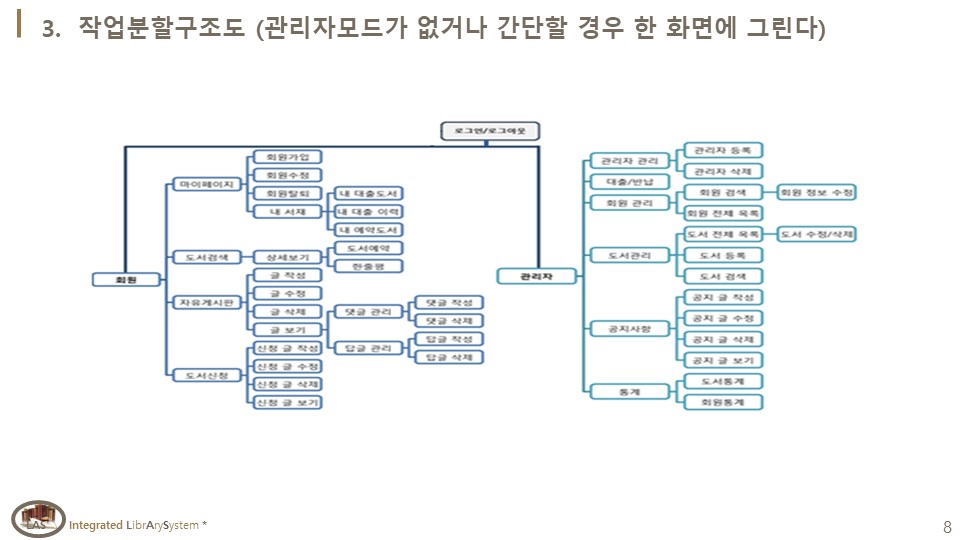 3. 작업분할구조도 (관리자모드가 없거나 간단할 경우 한 화면에 그린다)
로그인/로그아웃
회원
마이페이지
회원가입
회원수정
회원탈퇴
내 서재
내 대출도서
내 대출 이력
내 예약도서
도서검색
상세보기
도서예약
한줄평
자유게시판
글 작성
글 수정
글 삭제
글 보기
댓글 관리
댓글 작성
댓글 삭제
답글 관리
답글 작성
답글 삭제
도서신청
신청 글 작성
신청 글 수정
신청 글 삭제
신청 글 보기
관리자
관리자 관리
관리자 등록
관리자 삭제
대출/반납
회원 관리
회원 검색
회원 정보 수정
회원 전체 목록
도서관리
도서 전체 목록
도서 수정/삭제
도서 등록
도서 검색
공지사항
공지 글 작성
공지 글 수정
공지 글 삭제
공지 글 보기
통계
도서통계
회원통계
LAS
Integrated LibrArySystem *
8